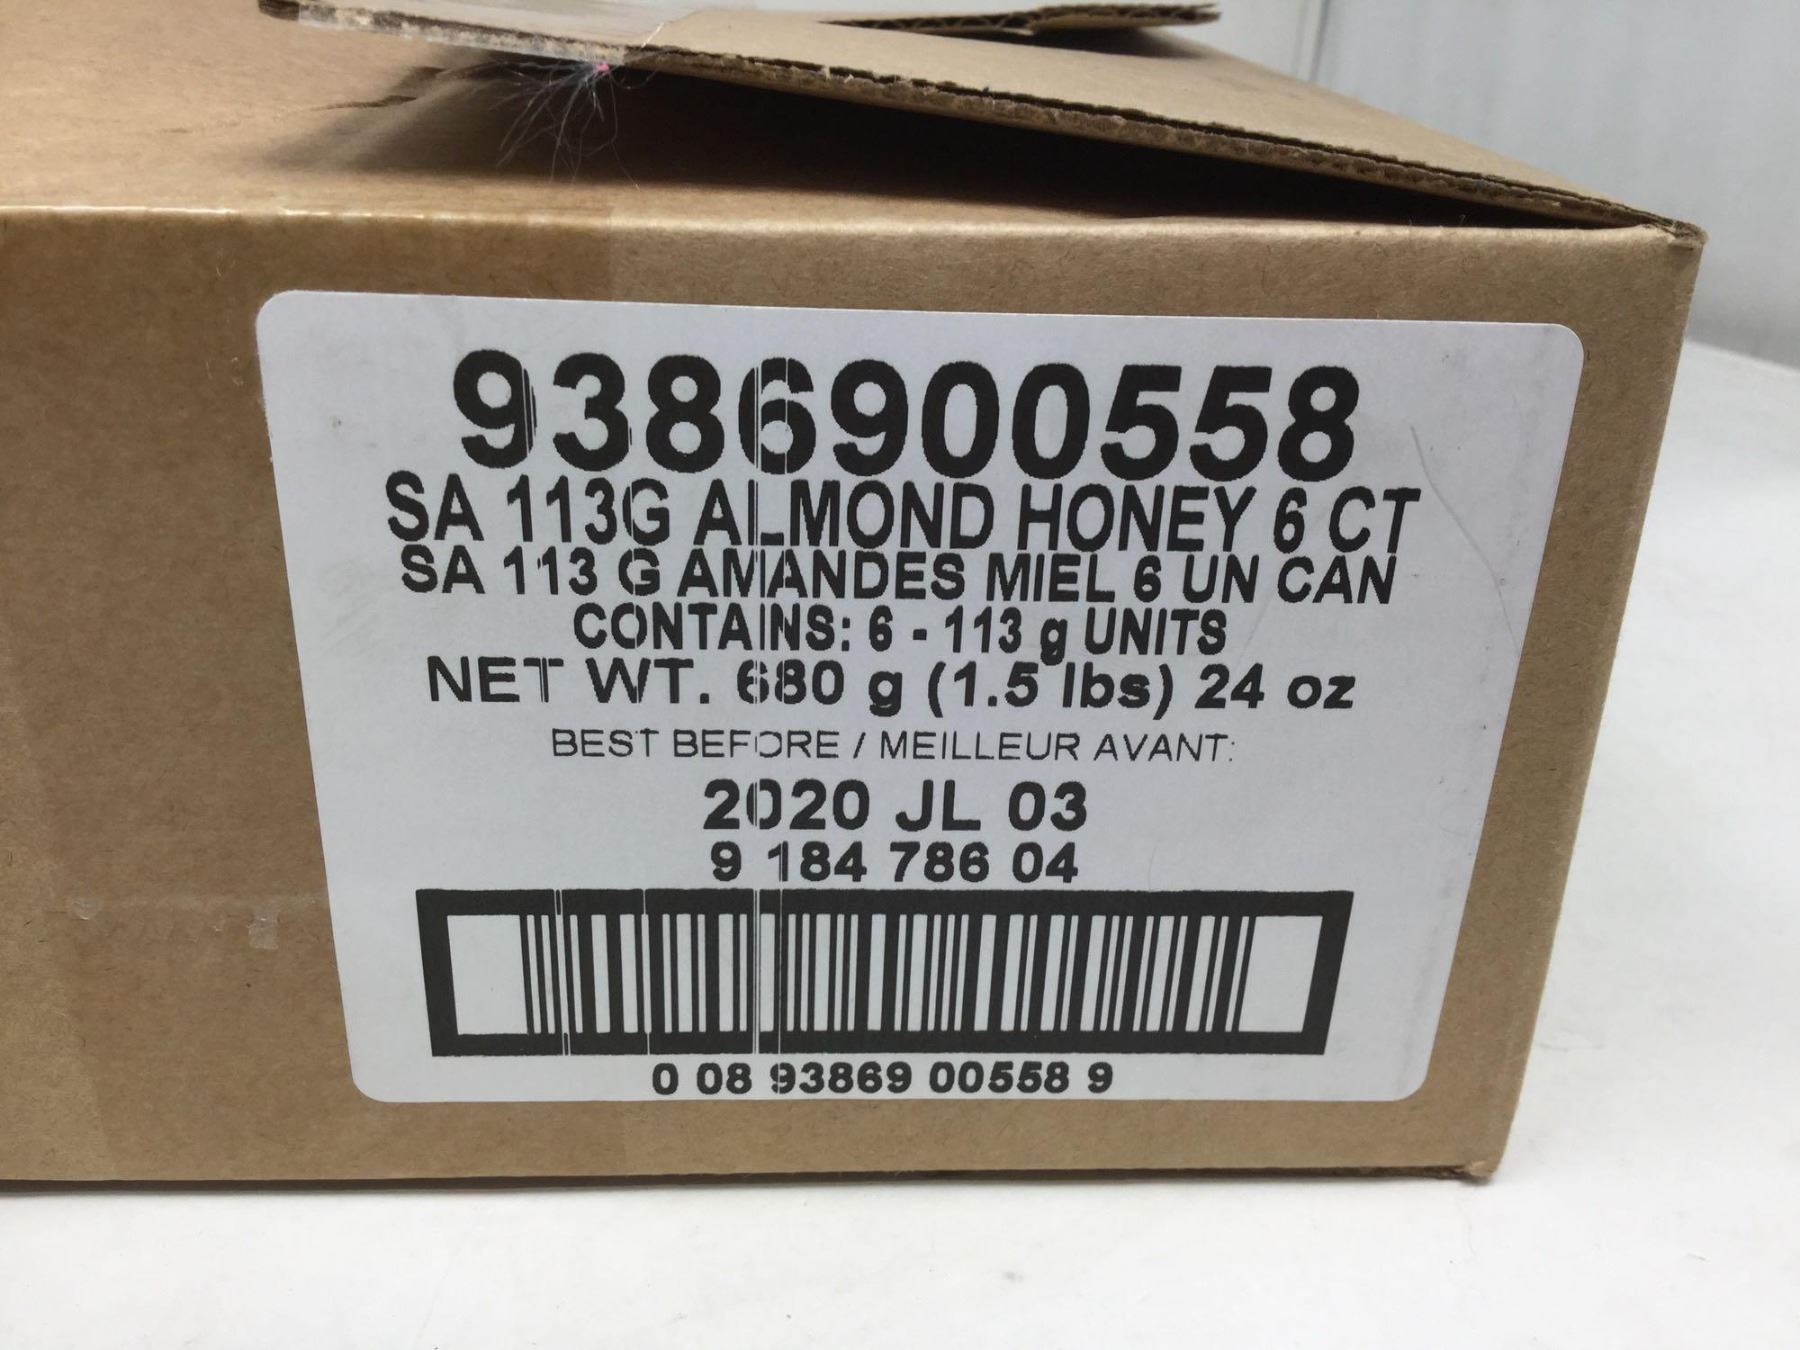 9386900558
SA 113G ALMOND HONEY 6 CT
SA 113 G AMANDES MIEL 6 UN CAN
CONTAINS: 6 - 113 g UNITS
NET WT. 680 g (1.5 lbs) 24 oz
BEST BEFORE / MEILLEUR AVANT:
2020 JL 03
9 184 786 04
0 08 93869 00558 9